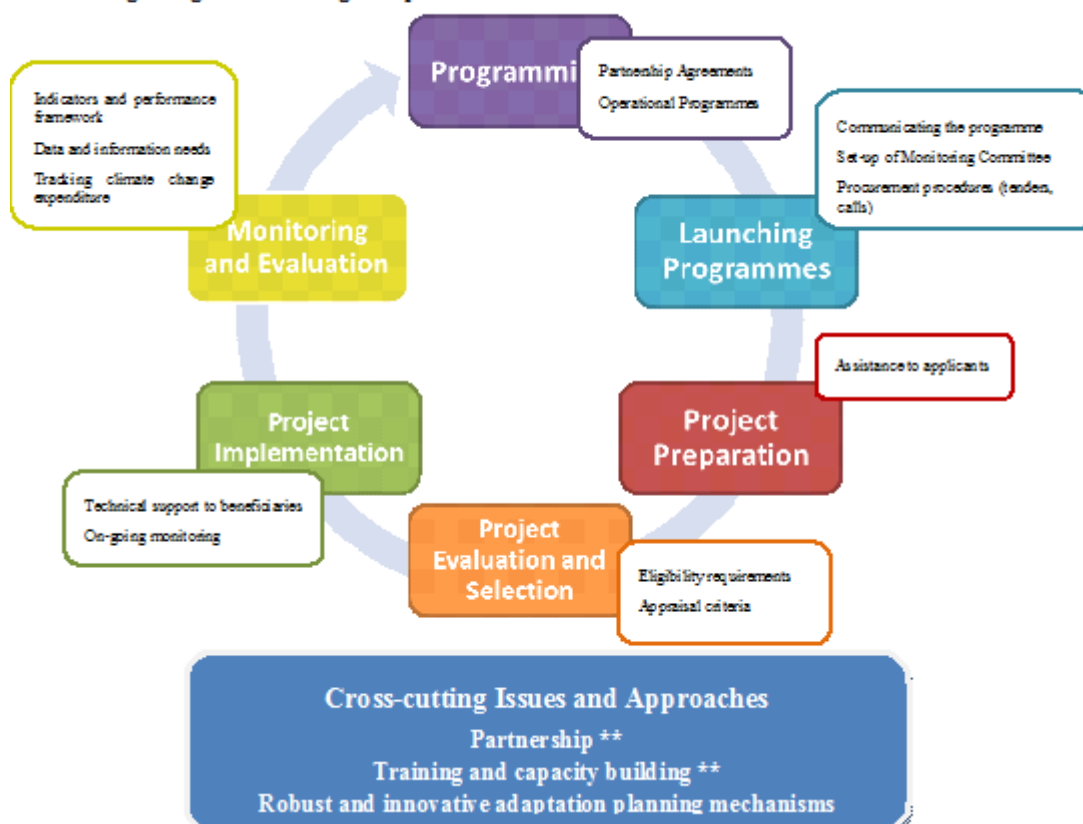 Programmi
Partnership Agreements
Operational Programmes
Communicating the programme
Set-up of Monitoring Committee
Procurement procedures (tenders,
calls)
Launching
Programmes
Assistance to applicants
Project
Preparation
Project
Evaluation and
Selection
Eligibility requirements
Appraisal criteria
Project
Implementation
Technical support to beneficiaries
On-going monitoring
Monitoring
and Evaluation
Indicators and performance
framework
Data and information needs
Tracking climate change
expenditure
Cross-cutting Issues and Approaches
Partnership **
Training and capacity building **
Robust and innovative adaptation planning mechanisms